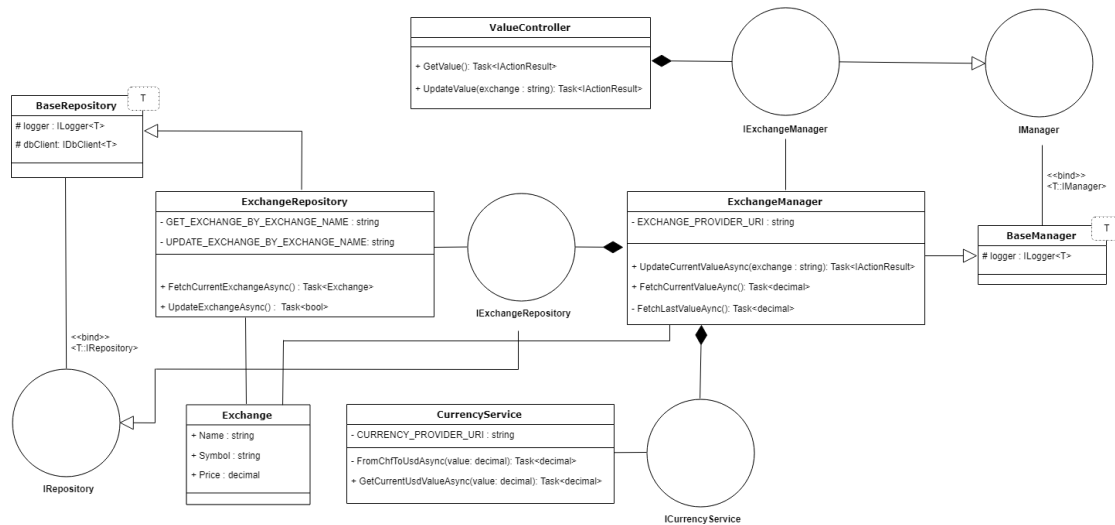 ValueController
+ GetValue(): Task<IActionResult>
+ UpdateValue(exchange : string): Task<IActionResult>
IExchangeManager
IManager
BaseRepository
T
# logger : ILogger<T>
# dbClient: IDbClient<T>
<<bind>>
<T::IManager>
ExchangeRepository
- GET_EXCHANGE_BY_EXCHANGE_NAME : string
- UPDATE_EXCHANGE_BY_EXCHANGE_NAME: string
+ FetchCurrentExchangeAsync() : Task<Exchange>
+ UpdateExchangeAsync() : Task<bool>
IExchangeRepository
ExchangeManager
- EXCHANGE_PROVIDER_URI : string
+ UpdateCurrentValueAsync(exchange : string): Task<IActionResult>
+ FetchCurrentValueAync(): Task<decimal>
- FetchLastValueAync(): Task<decimal>
BaseManager
T
# logger : ILogger<T>
<<bind>>
<T::IRepository>
IRepository
Exchange
+ Name : string
+ Symbol : string
+ Price : decimal
CurrencyService
- CURRENCY_PROVIDER_URI : string
- FromChfToUsdAsync(value: decimal): Task<decimal>
+ GetCurrentUsdValueAsync(value: decimal): Task<decimal>
ICurrencyService